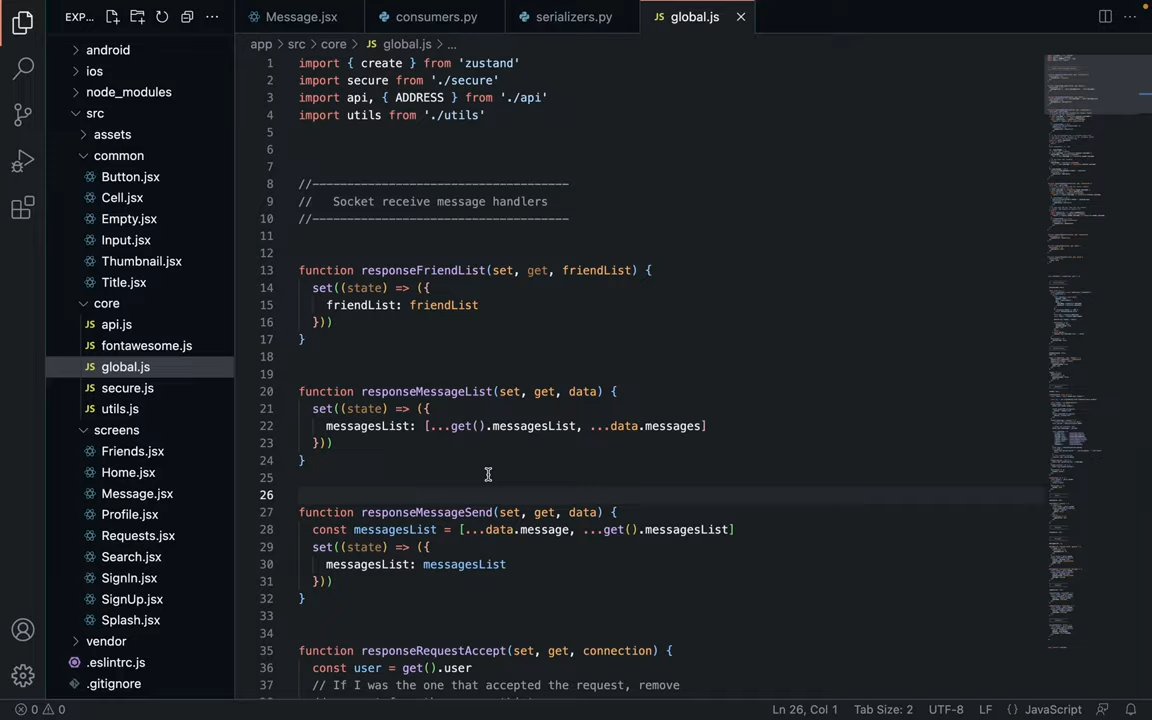 EXP...
Message.jsx
consumers.py
serializers.py
global.js
app > src > core > JS global.js > ...
android
ios
node_modules
src
assets
common
Button.jsx
Cell.jsx
Empty.jsx
Input.jsx
Thumbnail.jsx
Title.jsx
core
JS api.js
JS fontawesome.js
JS global.js
JS secure.js
JS utils.js
screens
Friends.jsx
Home.jsx
Message.jsx
Profile.jsx
Requests.jsx
Search.jsx
SignIn.jsx
SignUp.jsx
Splash.jsx
vendor
.eslintrc.js
.gitignore
1 import { create } from 'zustand'
2 import secure from './secure'
3 import api, { ADDRESS } from './api'
4 import utils from './utils'
5
6
7
8 //-------------------------------------
9 //   Socket receive message handlers
10 //-------------------------------------
11
12
13 function responseFriendList(set, get, friendList) {
14   set((state) => ({
15     friendList: friendList
16   }))
17 }
18
19
20 function responseMessageList(set, get, data) {
21   set((state) => ({
22     messagesList: [...get().messagesList, ...data.messages]
23   }))
24 }
25
26
27 function responseMessageSend(set, get, data) {
28   const messagesList = [...data.message, ...get().messagesList]
29   set((state) => ({
30     messagesList: messagesList
31   }))
32 }
33
34
35 function responseRequestAccept(set, get, connection) {
36   const user = get().user
37   // If I was the one that accepted the request, remove
0 0
Ln 26, Col 1
Tab Size: 2
UTF-8
LF
{} JavaScript